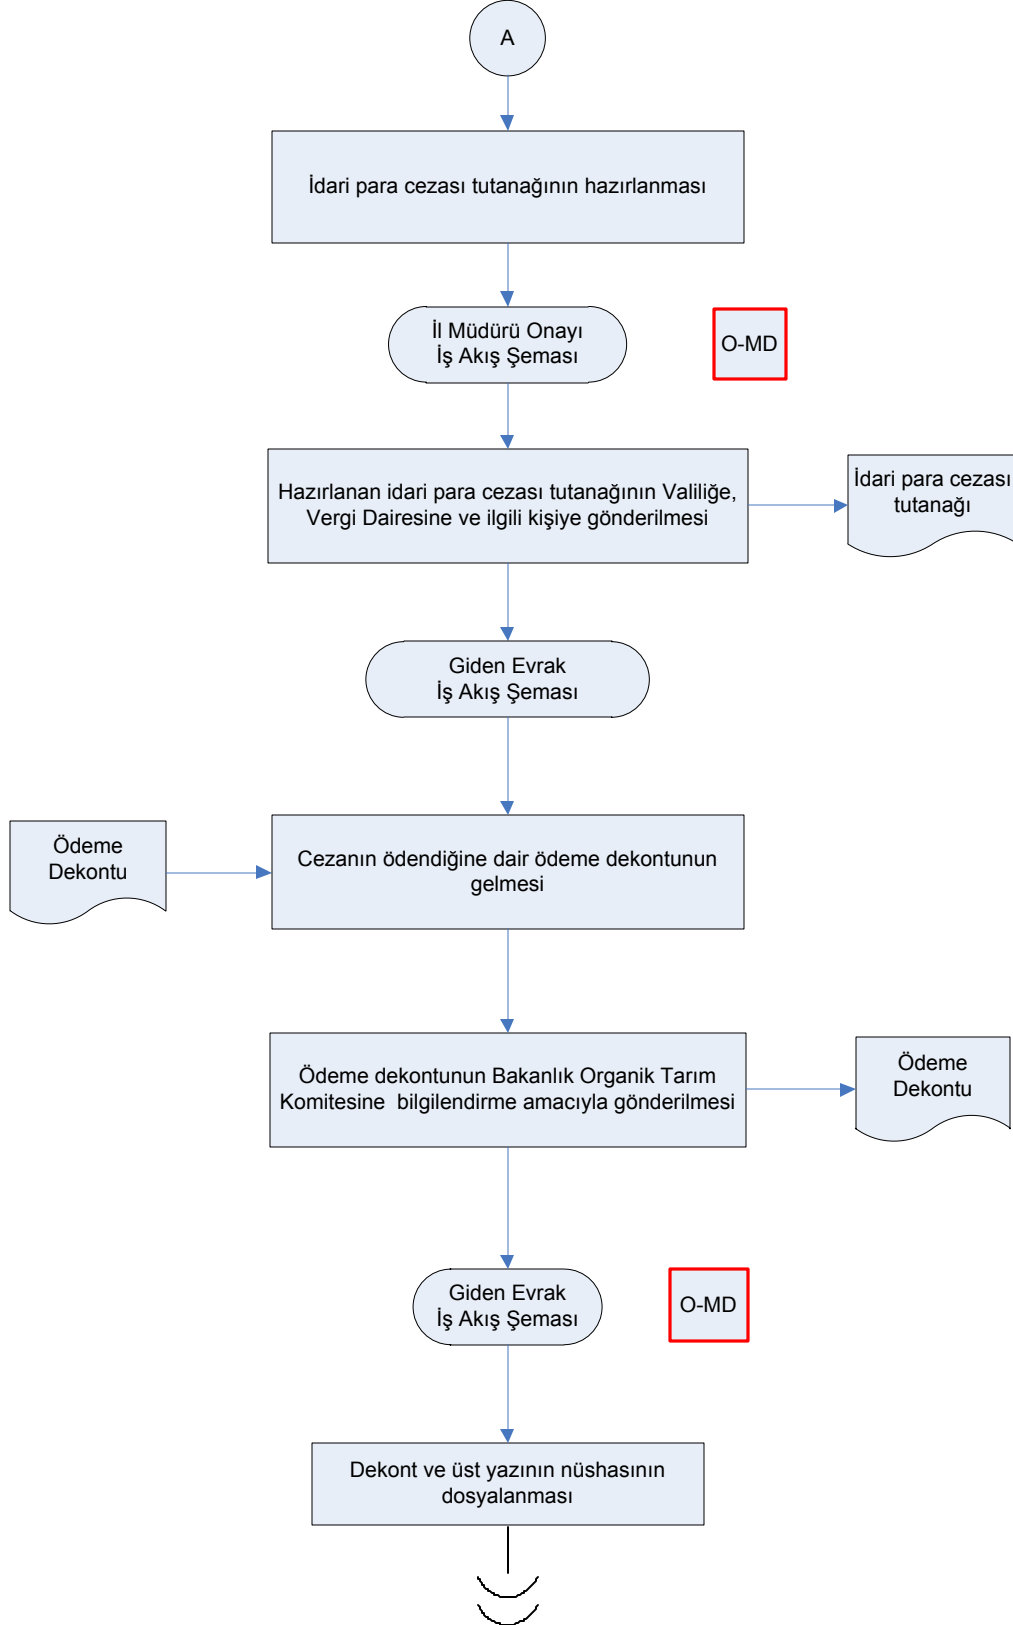 A
İdari para cezası tutanağının hazırlanması
İl Müdürü Onayı
İş Akış Şeması
O-MD
Hazırlanan idari para cezası tutanağının Valiliğe,
Vergi Dairesine ve ilgili kişiye gönderilmesi
İdari para cezası
tutanağı
Giden Evrak
İş Akış Şeması
Ödeme
Dekontu
Cezanın ödendiğine dair ödeme dekontunun
gelmesi
Ödeme dekontunun Bakanlık Organik Tarım
Komitesine  bilgilendirme amacıyla gönderilmesi
Ödeme
Dekontu
Giden Evrak
İş Akış Şeması
O-MD
Dekont ve üst yazının nüshasının
dosyalanması